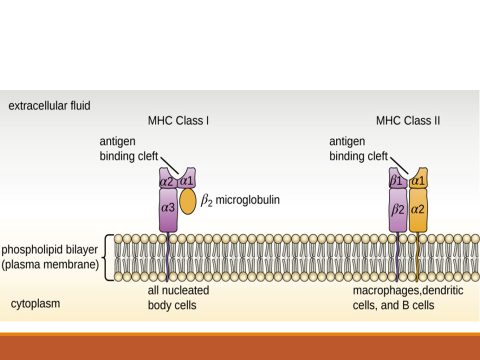 extracellular fluid
MHC Class I
MHC Class II
antigen
binding cleft
antigen
binding cleft
α2 α1
α3
β2 microglobulin
β1 α1
β2 α2
phospholipid bilayer
(plasma membrane)
cytoplasm
all nucleated
body cells
macrophages,dendritic
cells, and B cells